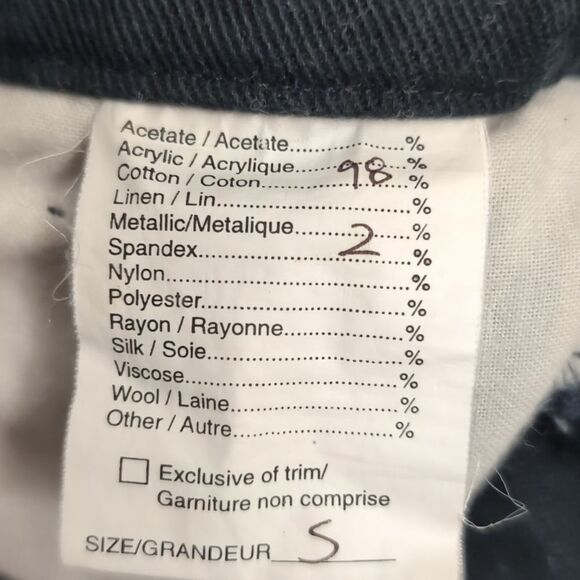 Acetate / Acetate..............%
Acrylic / Acrylique..............%
Cotton / Coton......98......%
Linen / Lin..............................%
Metallic/Metalique..............%
Spandex............2............%
Nylon....................................%
Polyester..............................%
Rayon / Rayonne................%
Silk / Soie............................%
Viscose................................%
Wool / Laine........................%
Other / Autre.......................%
Exclusive of trim/
Garniture non comprise
SIZE/GRANDEUR S